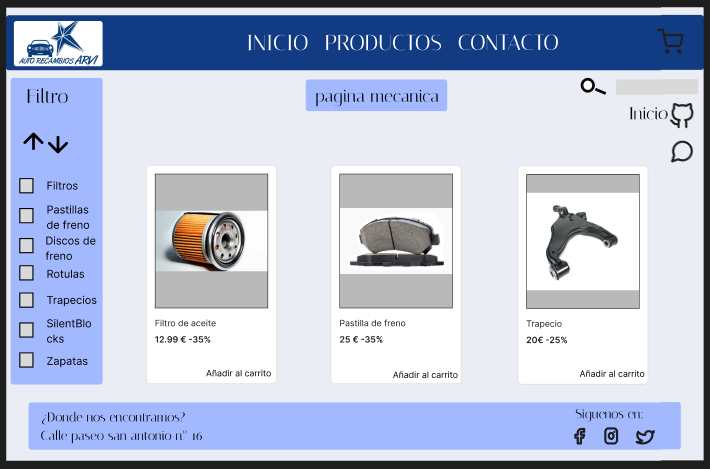 AUTO RECAMBIOS ARVI
INICIO PRODUCTOS CONTACTO
Filtro
pagina mecanica
Inicio
Filtros
Pastillas
de freno
Discos de
freno
Rotulas
Trapecios
SilentBlo
cks
Zapatas
Filtro de aceite
12.99 € -35%
Añadir al carrito
Pastilla de freno
25 € -35%
Añadir al carrito
Trapecio
20€ -25%
Añadir al carrito
¿Donde nos encontramos?
Calle paseo san antonio nº 16
Siguenos en: